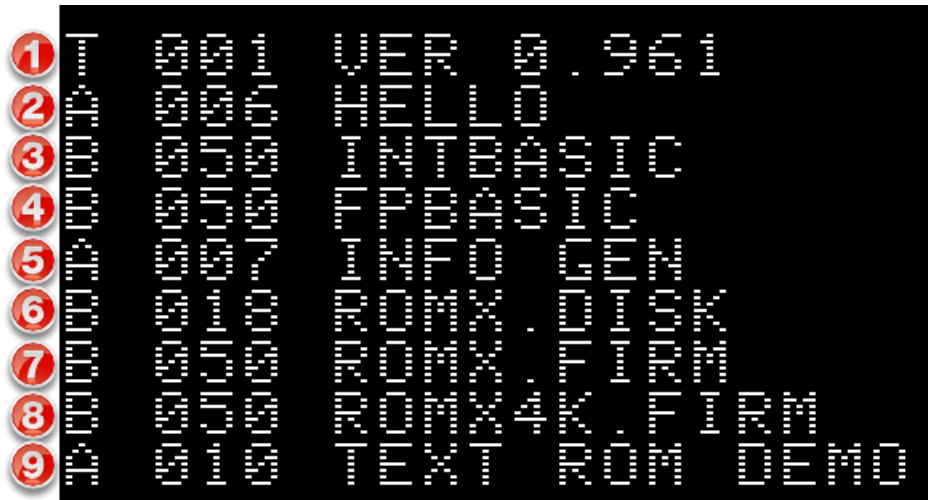 1 T 001 VER 0.961
2 A 006 HELLO
3 B 050 INTBASIC
4 B 050 FPBASIC
5 A 007 INFO GEN
6 B 018 ROMX.DISK
7 B 050 ROMX.FIRM
8 B 050 ROMX4K.FIRM
9 A 010 TEXT ROM DEMO